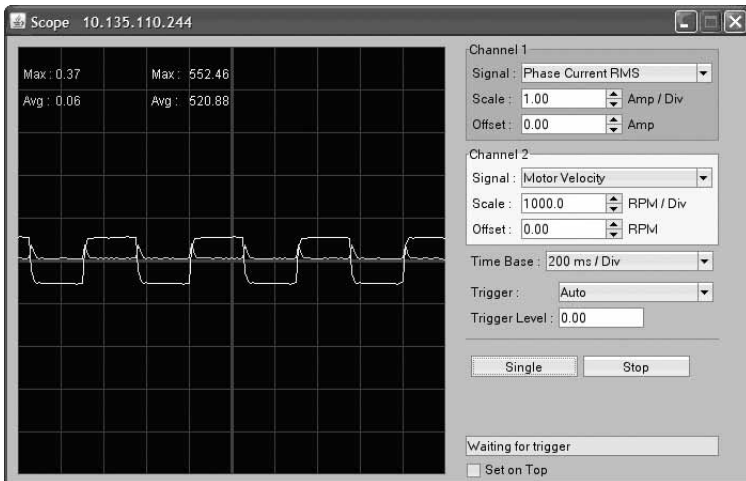 Scope 10.135.110.244
Max : 0.37 Max : 552.46
Avg : 0.06 Avg : 520.88
Channel 1
Signal : Phase Current RMS
Scale : 1.00 Amp / Div
Offset : 0.00 Amp
Channel 2
Signal : Motor Velocity
Scale : 1000.0 RPM / Div
Offset : 0.00 RPM
Time Base : 200 ms / Div
Trigger : Auto
Trigger Level : 0.00
Single Stop
Waiting for trigger
Set on Top